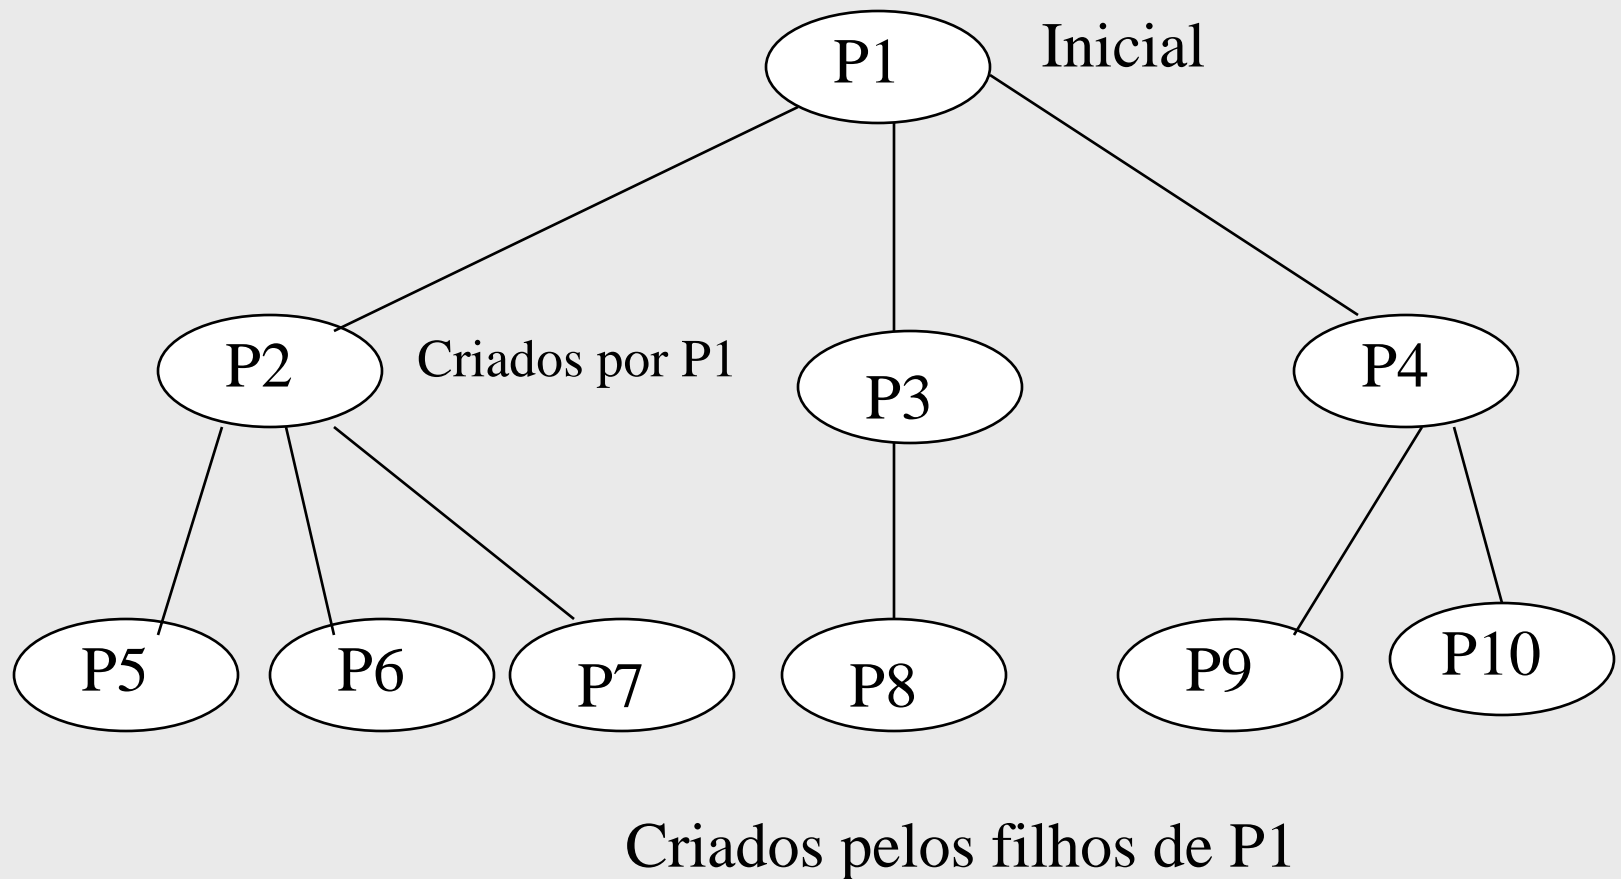 P1
Inicial
P2
Criados por P1
P3
P4
P5
P6
P7
P8
P9
P10
Criados pelos filhos de P1